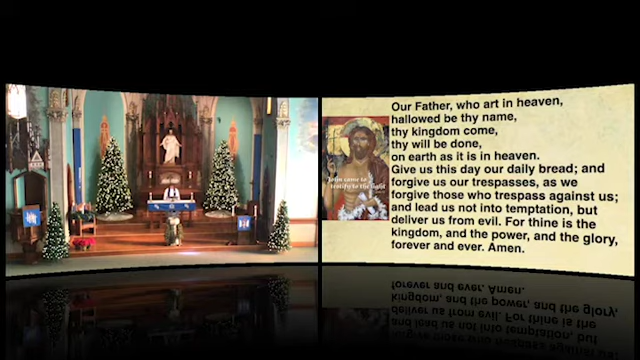 Our Father, who art in heaven,
hallowed be thy name,
thy kingdom come,
thy will be done,
on earth as it is in heaven.
Give us this day our daily bread; and
forgive us our trespasses, as we
forgive those who trespass against us;
and lead us not into temptation, but
deliver us from evil. For thine is the
kingdom, and the power, and the glory,
forever and ever. Amen.
John came to
testify to the light